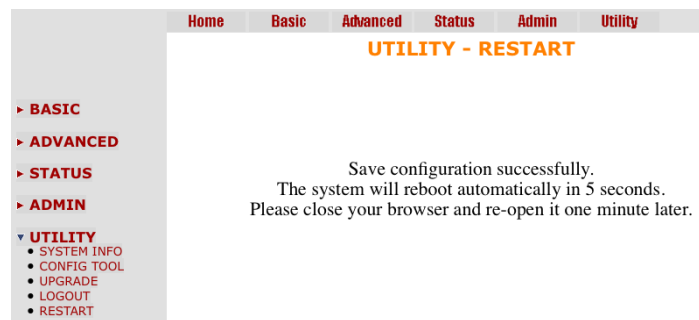 Home Basic Advanced Status Admin Utility
UTILITY - RESTART
BASIC
ADVANCED
STATUS
ADMIN
UTILITY
SYSTEM INFO
CONFIG TOOL
UPGRADE
LOGOUT
RESTART
Save configuration successfully.
The system will reboot automatically in 5 seconds.
Please close your browser and re-open it one minute later.